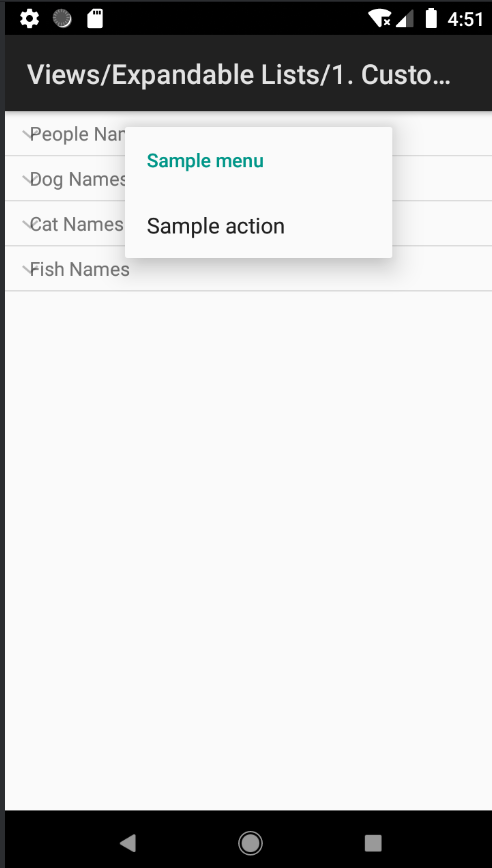 4:51
Views/Expandable Lists/1. Custo...
People Nam
Sample menu
Dog Names
Cat Names
Sample action
Fish Names